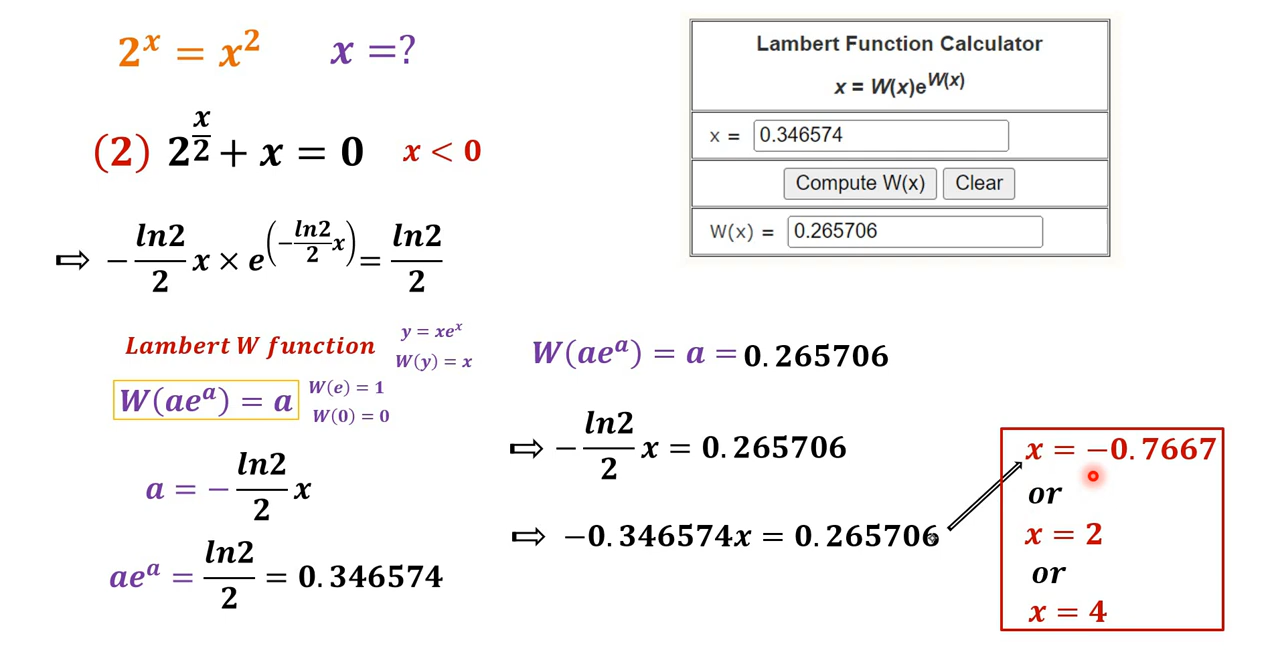 2^x = x^2   x =?
(2) 2^(x/2) + x = 0   x < 0
⇨ −(ln2/2)x × e^(−(ln2/2)x) = ln2/2
Lambert W function   y = xe^x
W(y) = x
W(ae^a) = a   W(e) = 1
W(0) = 0
a = −(ln2/2)x
ae^a = ln2/2 = 0.346574
Lambert Function Calculator
x = W(x)e^W(x)
x = 0.346574
Compute W(x) Clear
W(x) = 0.265706
W(ae^a) = a = 0.265706
⇨ −(ln2/2)x = 0.265706
⇨ −0.346574x = 0.265706
x = −0.7667
or
x = 2
or
x = 4